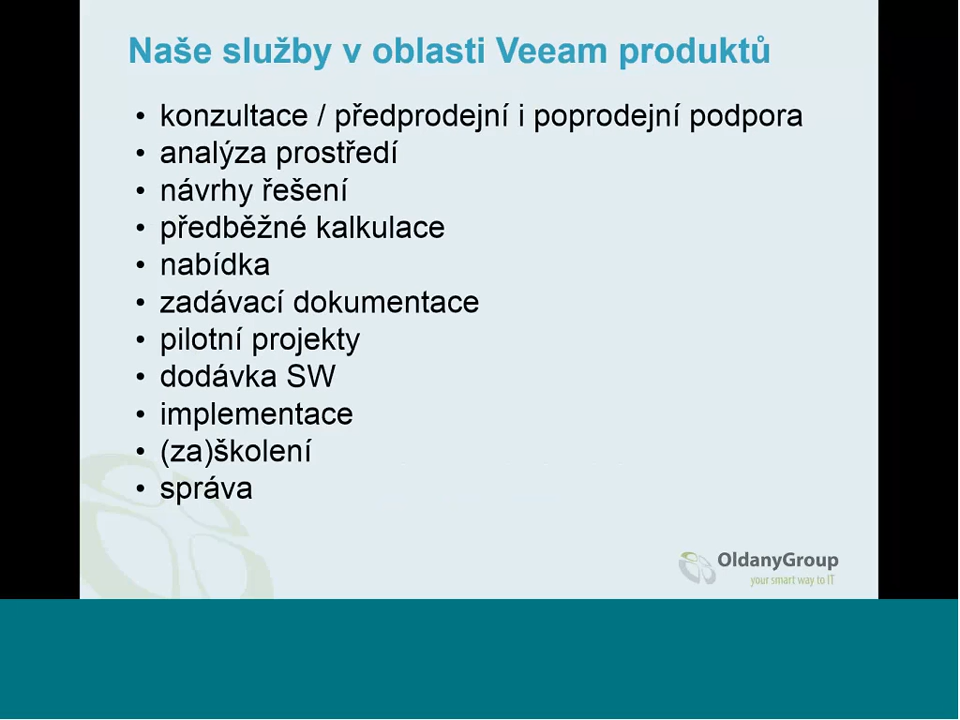 Naše služby v oblasti Veeam produktů
• konzultace / předprodejní i poprodejní podpora
• analýza prostředí
• návrhy řešení
• předběžné kalkulace
• nabídka
• zadávací dokumentace
• pilotní projekty
• dodávka SW
• implementace
• (za)školení
• správa
OldanyGroup
your smart way to IT